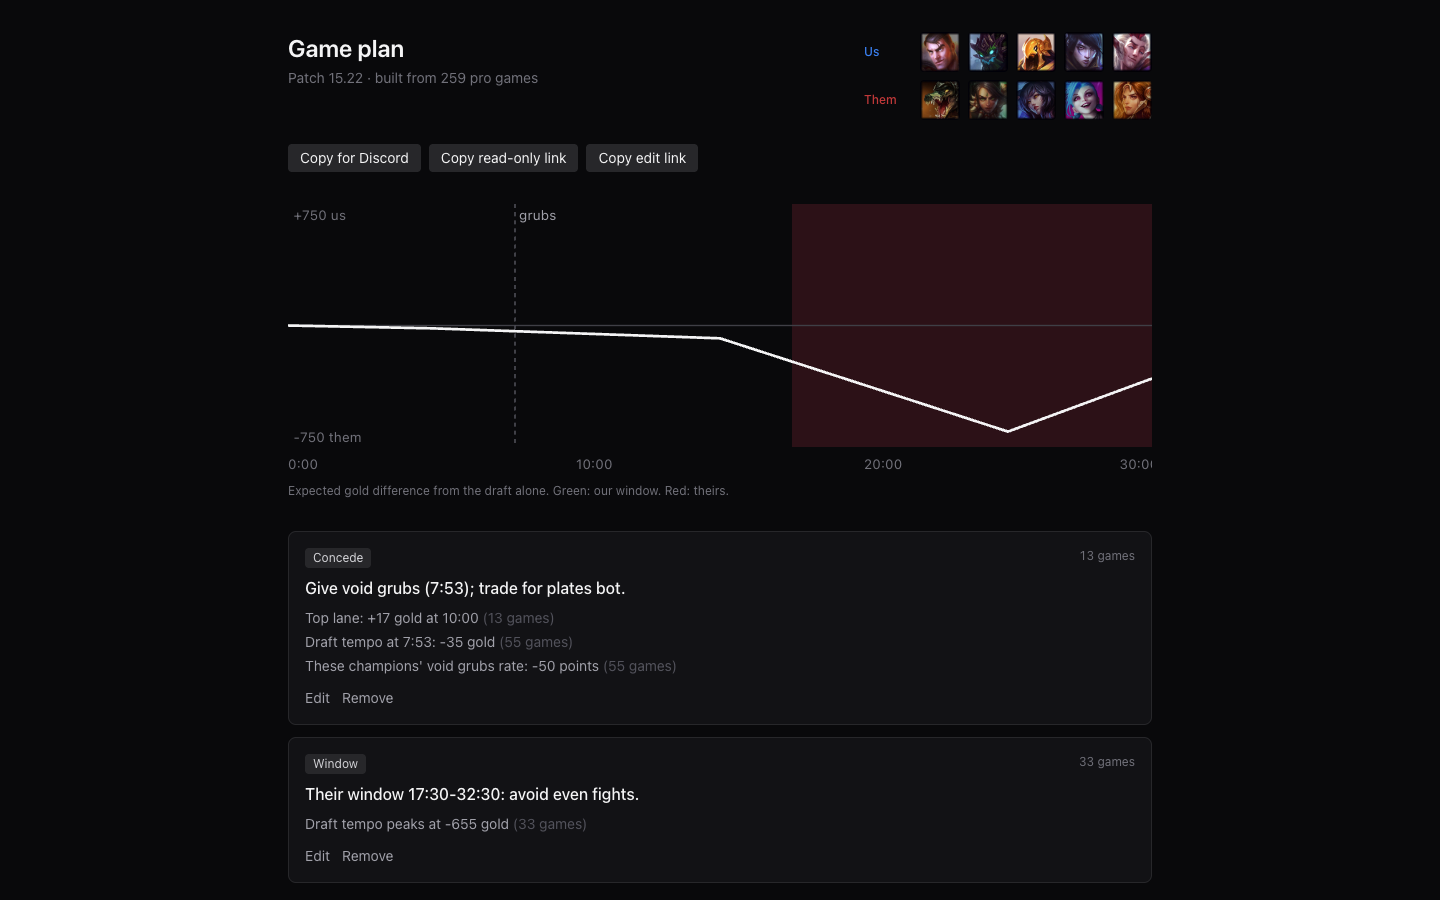 Game plan
Patch 15.22 · built from 259 pro games
Us
Them
Copy for Discord
Copy read-only link
Copy edit link
+750 us
grubs
-750 them
0:00
10:00
20:00
30:00
Expected gold difference from the draft alone. Green: our window. Red: theirs.
Concede
13 games
Give void grubs (7:53); trade for plates bot.
Top lane: +17 gold at 10:00 (13 games)
Draft tempo at 7:53: -35 gold (55 games)
These champions' void grubs rate: -50 points (55 games)
Edit Remove
Window
33 games
Their window 17:30-32:30: avoid even fights.
Draft tempo peaks at -655 gold (33 games)
Edit Remove